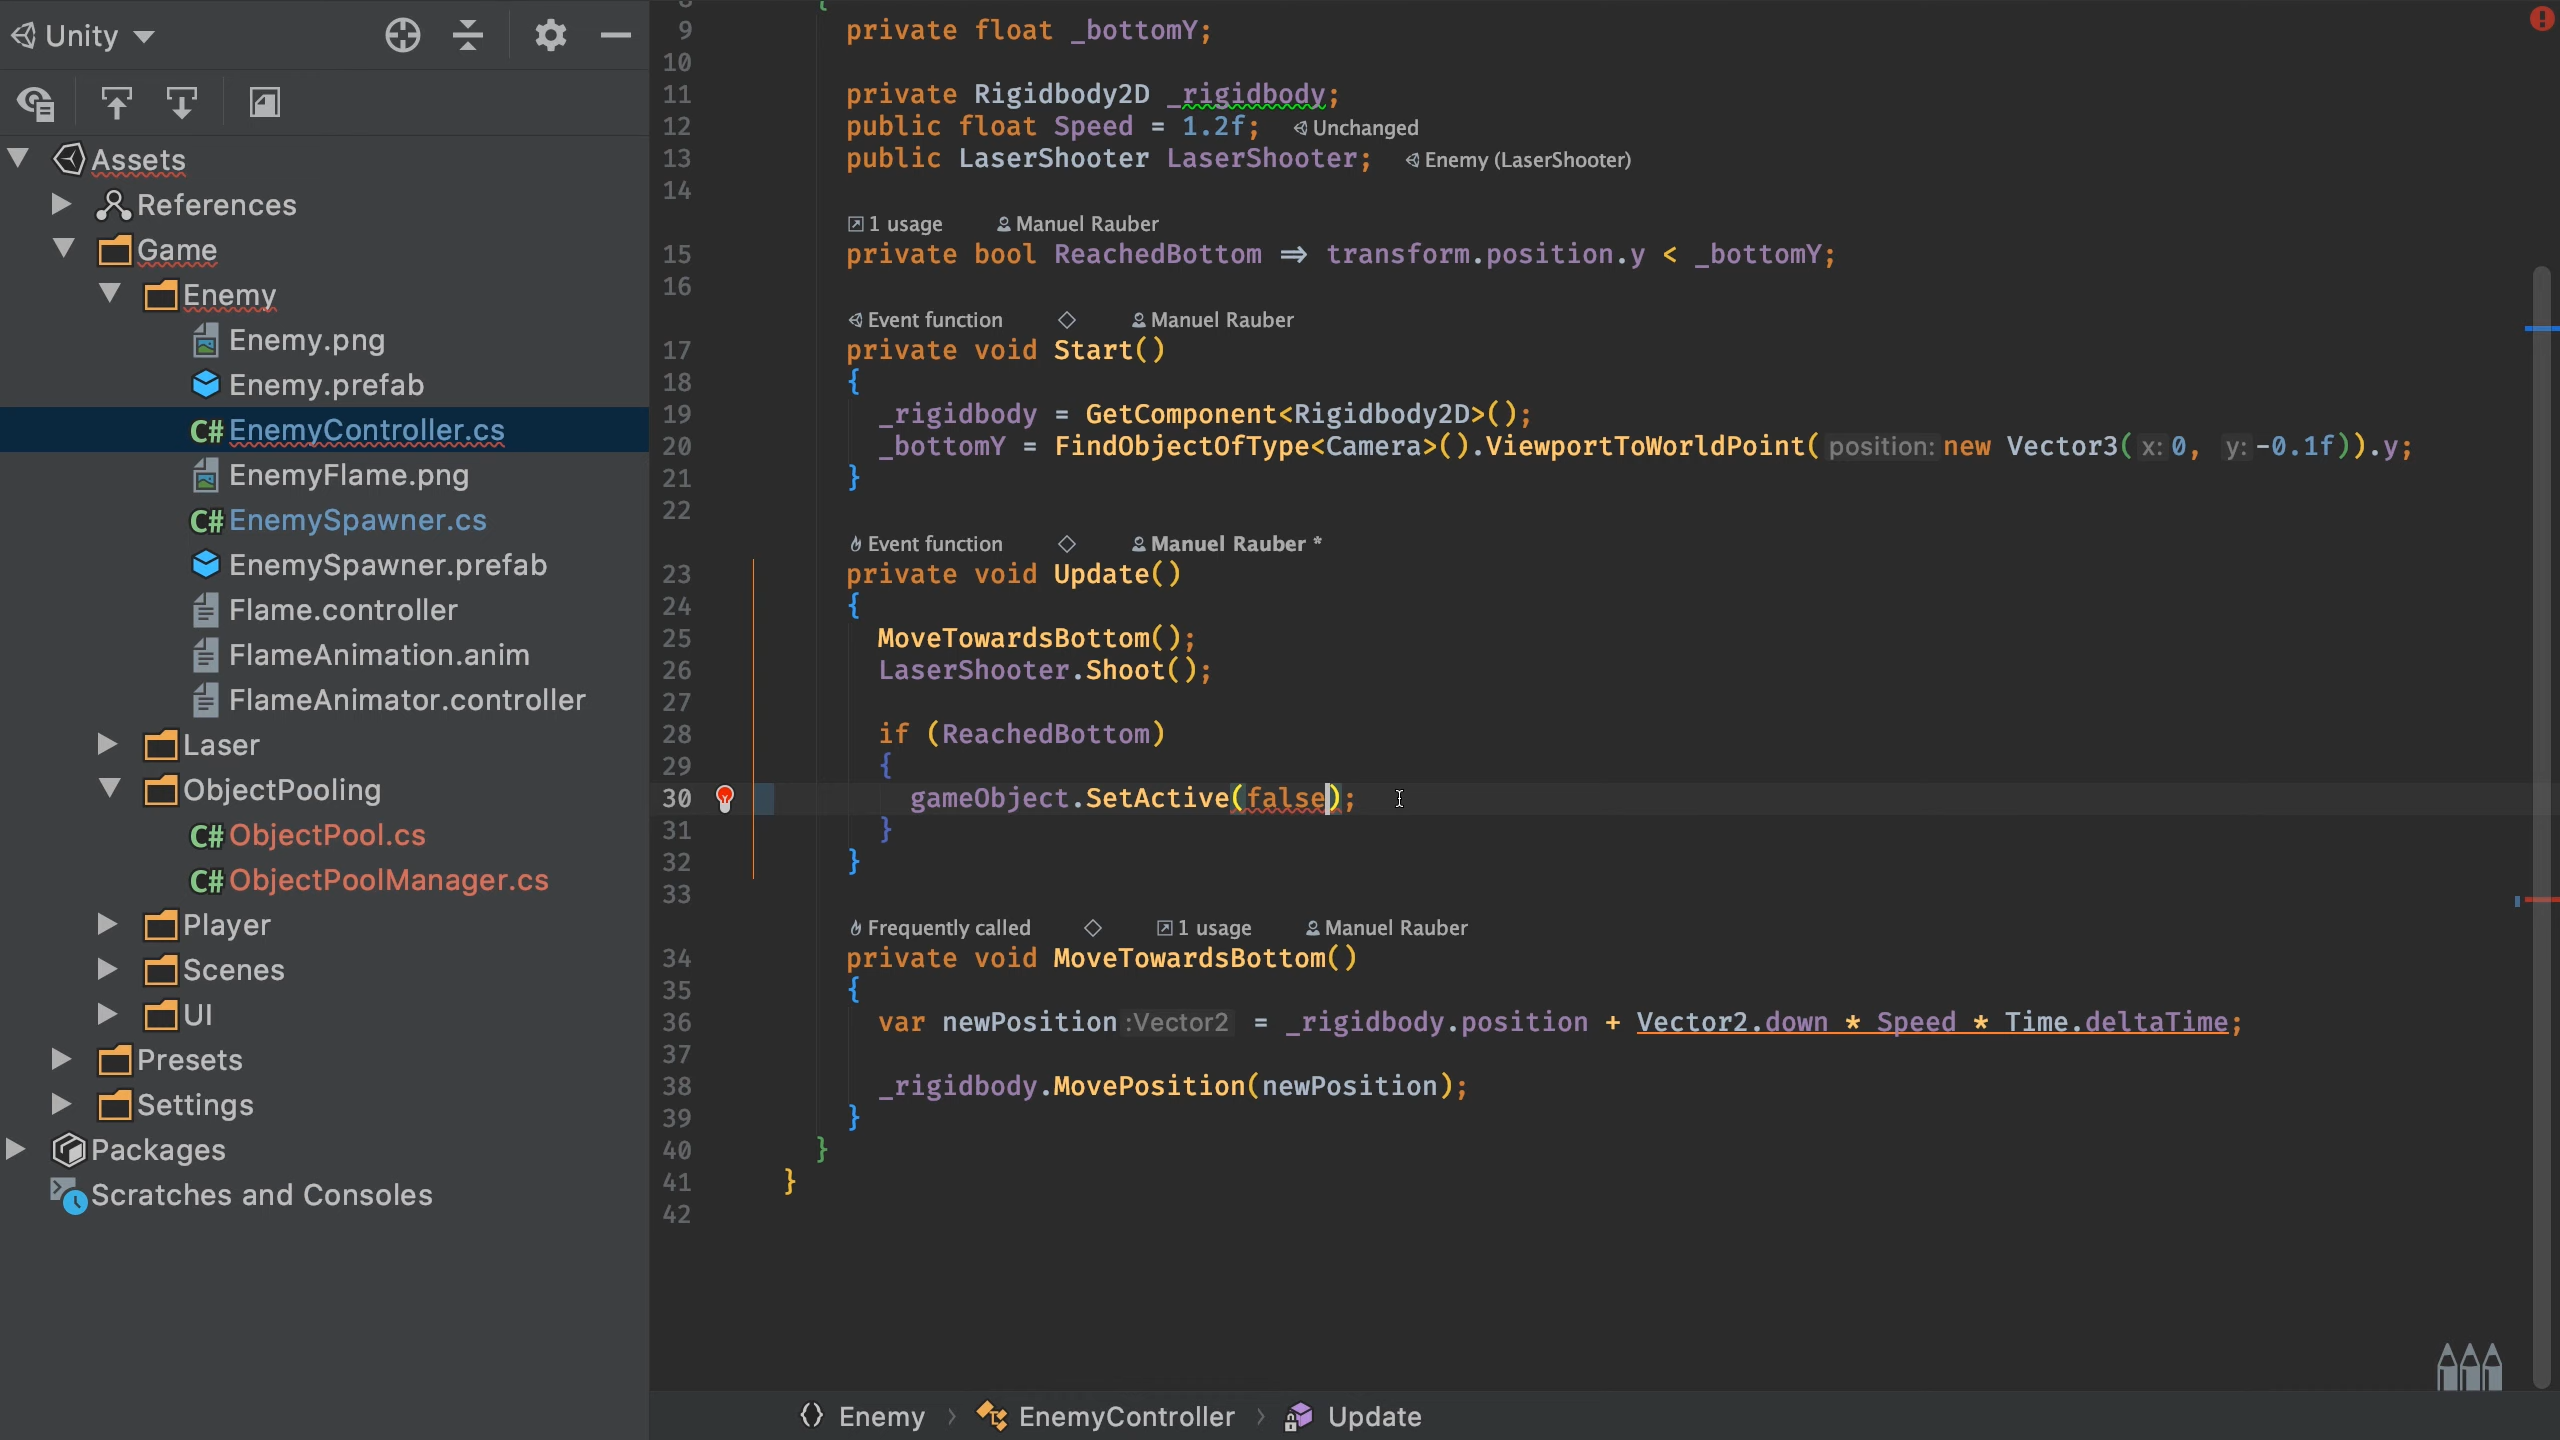 Unity
Assets
References
Game
Enemy
Enemy.png
Enemy.prefab
C# EnemyController.cs
EnemyFlame.png
C# EnemySpawner.cs
EnemySpawner.prefab
Flame.controller
FlameAnimation.anim
FlameAnimator.controller
Laser
ObjectPooling
C# ObjectPool.cs
C# ObjectPoolManager.cs
Player
Scenes
UI
Presets
Settings
Packages
Scratches and Consoles
8 {
9 private float _bottomY;
10
11 private Rigidbody2D _rigidbody;
12 public float Speed = 1.2f; Unchanged
13 public LaserShooter LaserShooter; Enemy (LaserShooter)
14
1 usage Manuel Rauber
15 private bool ReachedBottom ⇒ transform.position.y < _bottomY;
16
Event function Manuel Rauber
17 private void Start()
18 {
19 _rigidbody = GetComponent<Rigidbody2D>();
20 _bottomY = FindObjectOfType<Camera>().ViewportToWorldPoint( position: new Vector3( x: 0, y: -0.1f)).y;
21 }
22
Event function Manuel Rauber *
23 private void Update()
24 {
25 MoveTowardsBottom();
26 LaserShooter.Shoot();
27
28 if (ReachedBottom)
29 {
30 gameObject.SetActive(false);
31 }
32 }
33
Frequently called 1 usage Manuel Rauber
34 private void MoveTowardsBottom()
35 {
36 var newPosition :Vector2 = _rigidbody.position + Vector2.down * Speed * Time.deltaTime;
37
38 _rigidbody.MovePosition(newPosition);
39 }
40 }
41 }
42
Enemy › EnemyController › Update